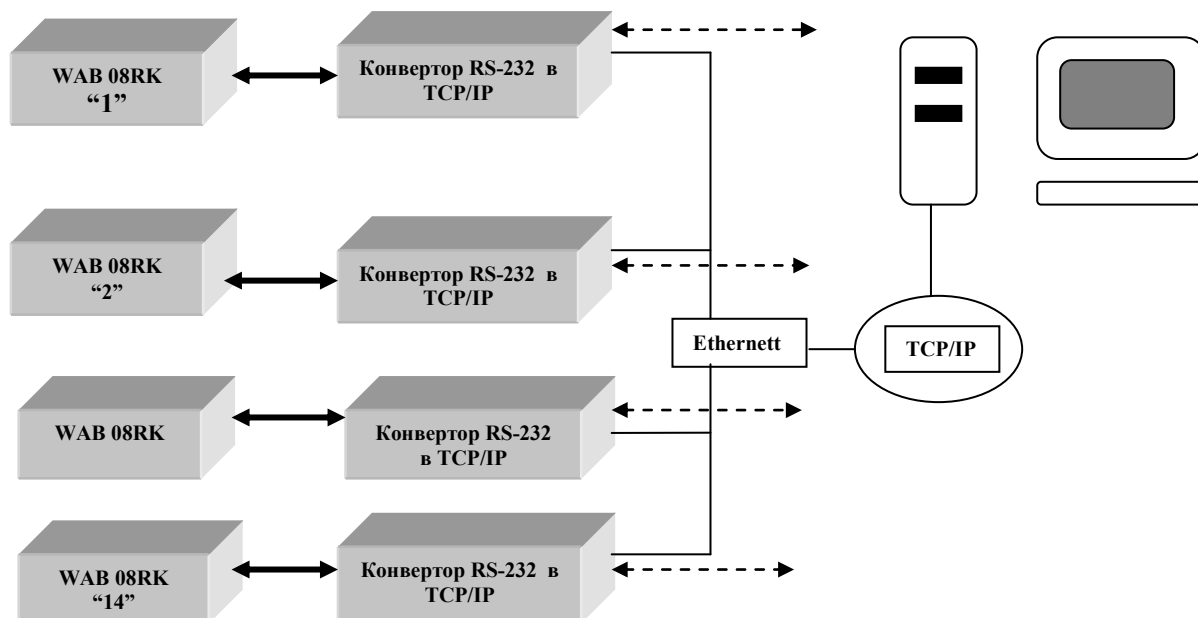 WAB 08RK
“1”
Конвертор RS-232 в
TCP/IP
WAB 08RK
“2”
Конвертор RS-232 в
TCP/IP
Ethernett
TCP/IP
WAB 08RK
Конвертор RS-232
в TCP/IP
WAB 08RK
“14”
Конвертор RS-232 в
TCP/IP